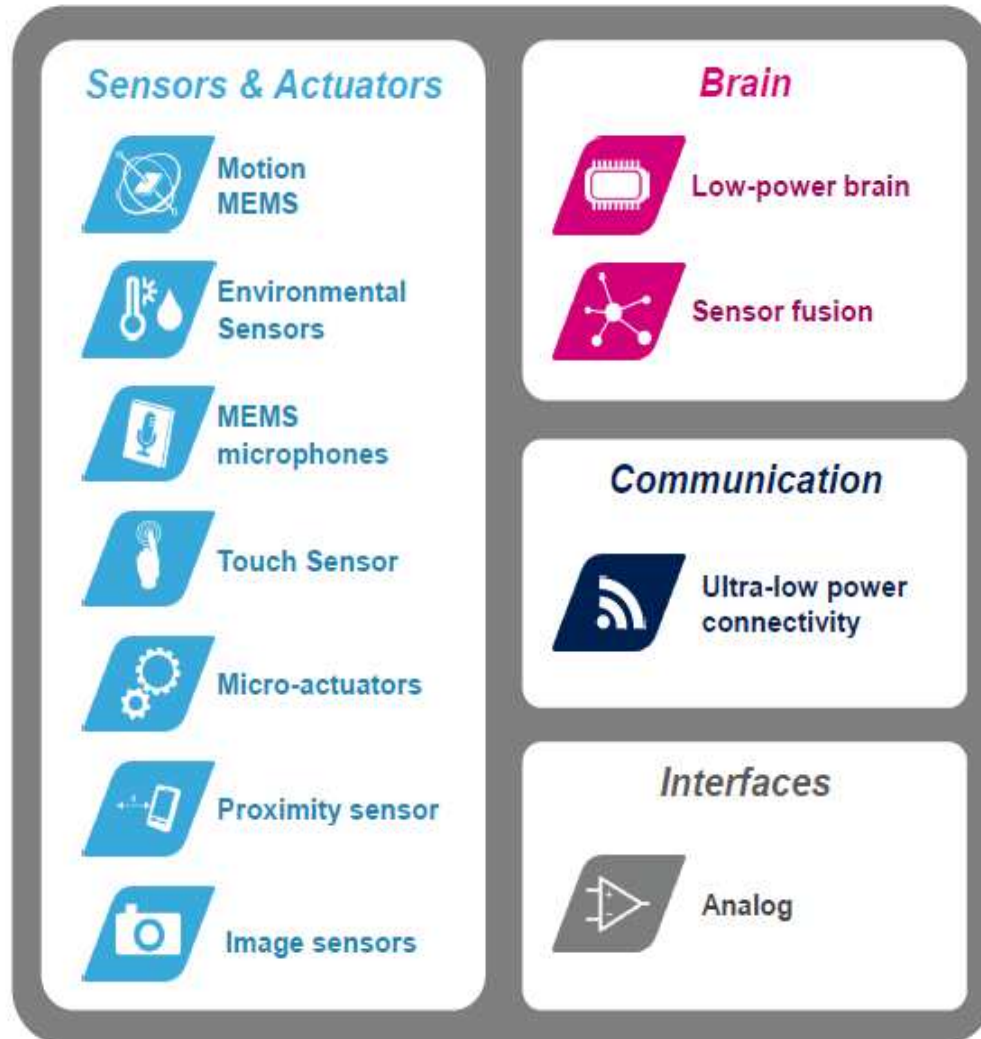 Sensors & Actuators
Motion
MEMS
Environmental
Sensors
MEMS
microphones
Touch Sensor
Micro-actuators
Proximity sensor
Image sensors
Brain
Low-power brain
Sensor fusion
Communication
Ultra-low power
connectivity
Interfaces
Analog